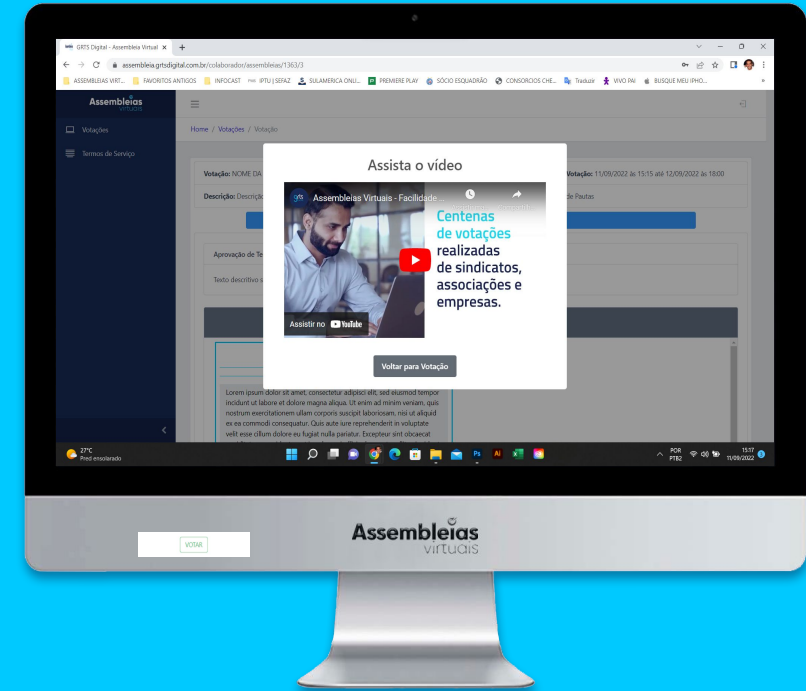 GRTS Digital - Assembleia Virtual
assembleia.grtsdigital.com.br/colaborador/assembleias/1363/3
ASSEMBLEIAS VIRT... FAVORITOS ANTIGOS INFOCAST IPTU | SEFAZ SULAMERICA ONLI... PREMIERE PLAY SÓCIO ESQUADRÃO CONSORCIOS CHE... Traduzir VIVO PAI BUSQUE MEU IPHO...
Assembleias
virtuais
Votações
Home / Votações / Votação
Termos de Serviço
Assista o vídeo
Votação: NOME DA
Votação: 11/09/2022 às 15:15 até 12/09/2022 às 18:00
Descrição: Descrição
de Pautas
grts
Assembleias Virtuais - Facilidade ...
Centenas
de votações
realizadas
de sindicatos,
associações e
empresas.
Assistir no YouTube
Aprovação de Te
Texto descritivo s
Voltar para Votação
Lorem ipsum dolor sit amet, consectetur adipisci elit, sed eiusmod tempor
incidunt ut labore et dolore magna aliqua. Ut enim ad minim veniam, quis
nostrum exercitationem ullam corporis suscipit laboriosam, nisi ut aliquid
ex ea commodi consequatur. Quis aute iure reprehenderit in voluptate
velit esse cillum dolore eu fugiat nulla pariatur. Excepteur sint obcaecat
27°C
Pred ensolarado
Ps
Ai
POR
PTB2
15:17
11/09/2022
Assembleias
virtuais
VOTAR